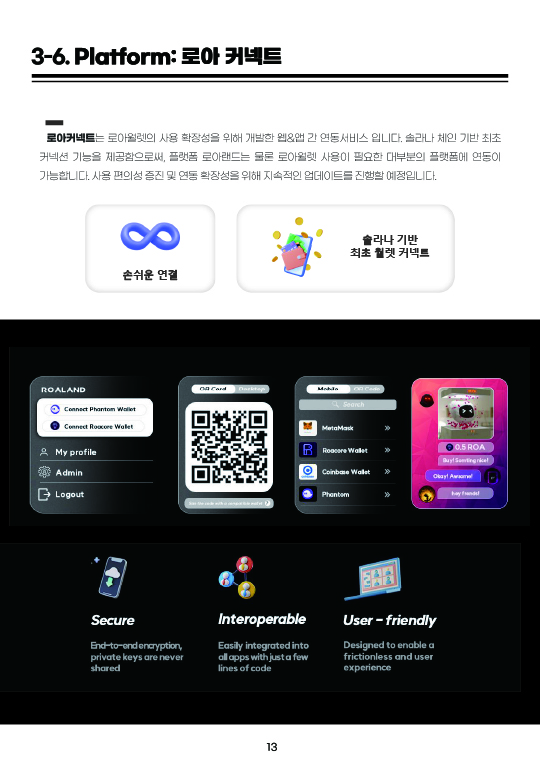 3-6. Platform: 로아 커넥트
로아커넥트는 로아월렛의 사용 확장성을 위해 개발한 웹&앱 간 연동서비스 입니다. 솔라나 체인 기반 최초
커넥션 기능을 제공함으로써, 플랫폼 로아랜드는 물론 로아월렛 사용이 필요한 대부분의 플랫폼에 연동이
가능합니다. 사용 편의성 증진 및 연동 확장성을 위해 지속적인 업데이트를 진행할 예정입니다.
손쉬운 연결
솔라나 기반
최초 월렛 커넥트
ROALAND
Connect Phantom Wallet
Connect Roacore Wallet
My profile
Admin
Logout
QR Card Desktop
Mobile QR Code
Search
MetaMask
Roacore Wallet
Coinbase Wallet
Phantom
0.5 ROA
Buy! Somthing nice!
Okay! Awsome!
hey friends!
Secure
End-to-end encryption,
private keys are never
shared
Interoperable
Easily integrated into
all apps with just a few
lines of code
User - friendly
Designed to enable a
frictionless and user
experience
13